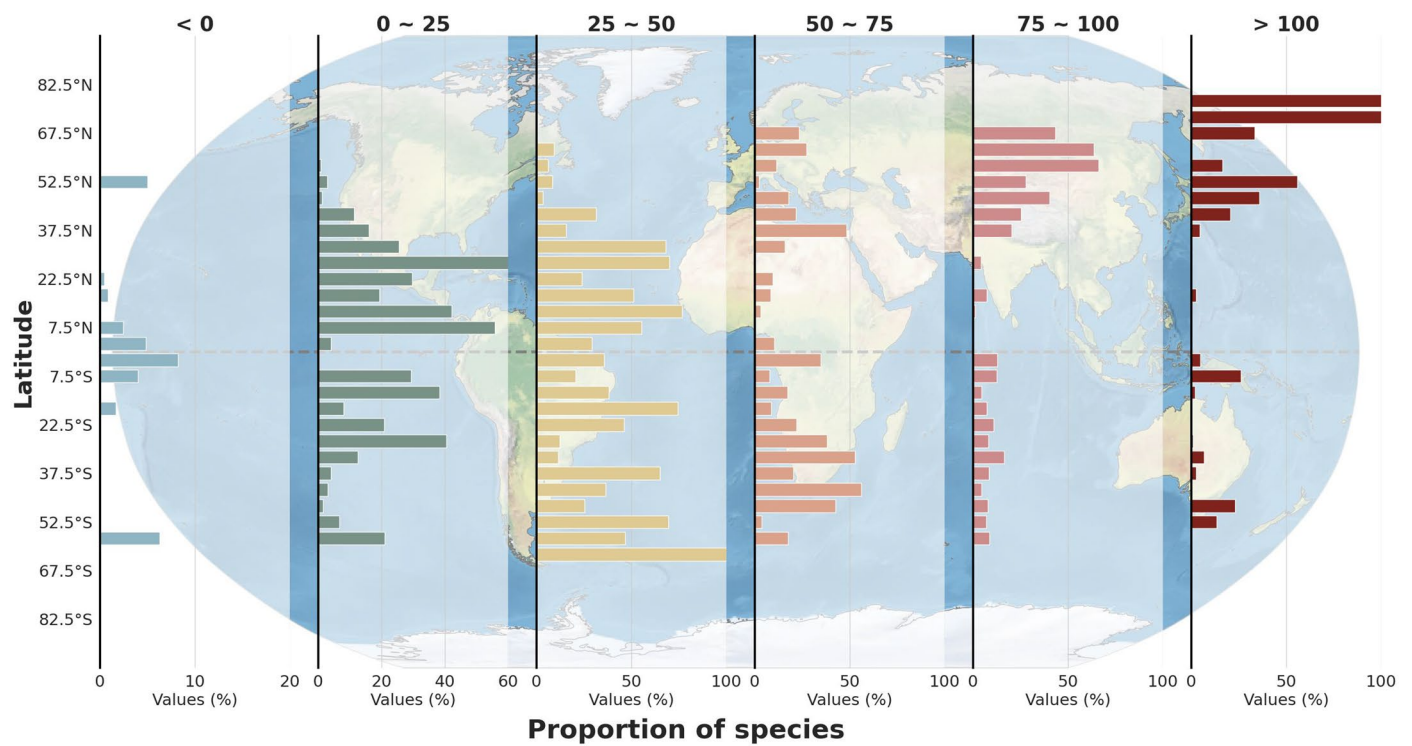 < 0
0 ~ 25
25 ~ 50
50 ~ 75
75 ~ 100
> 100
82.5°N
67.5°N
52.5°N
37.5°N
22.5°N
7.5°N
7.5°S
22.5°S
37.5°S
52.5°S
67.5°S
82.5°S
Latitude
0 10 20
0 20 40 60
0 50 100
0 50 100
0 50 100
0 50 100
Values (%)
Values (%)
Values (%)
Values (%)
Values (%)
Values (%)
Proportion of species